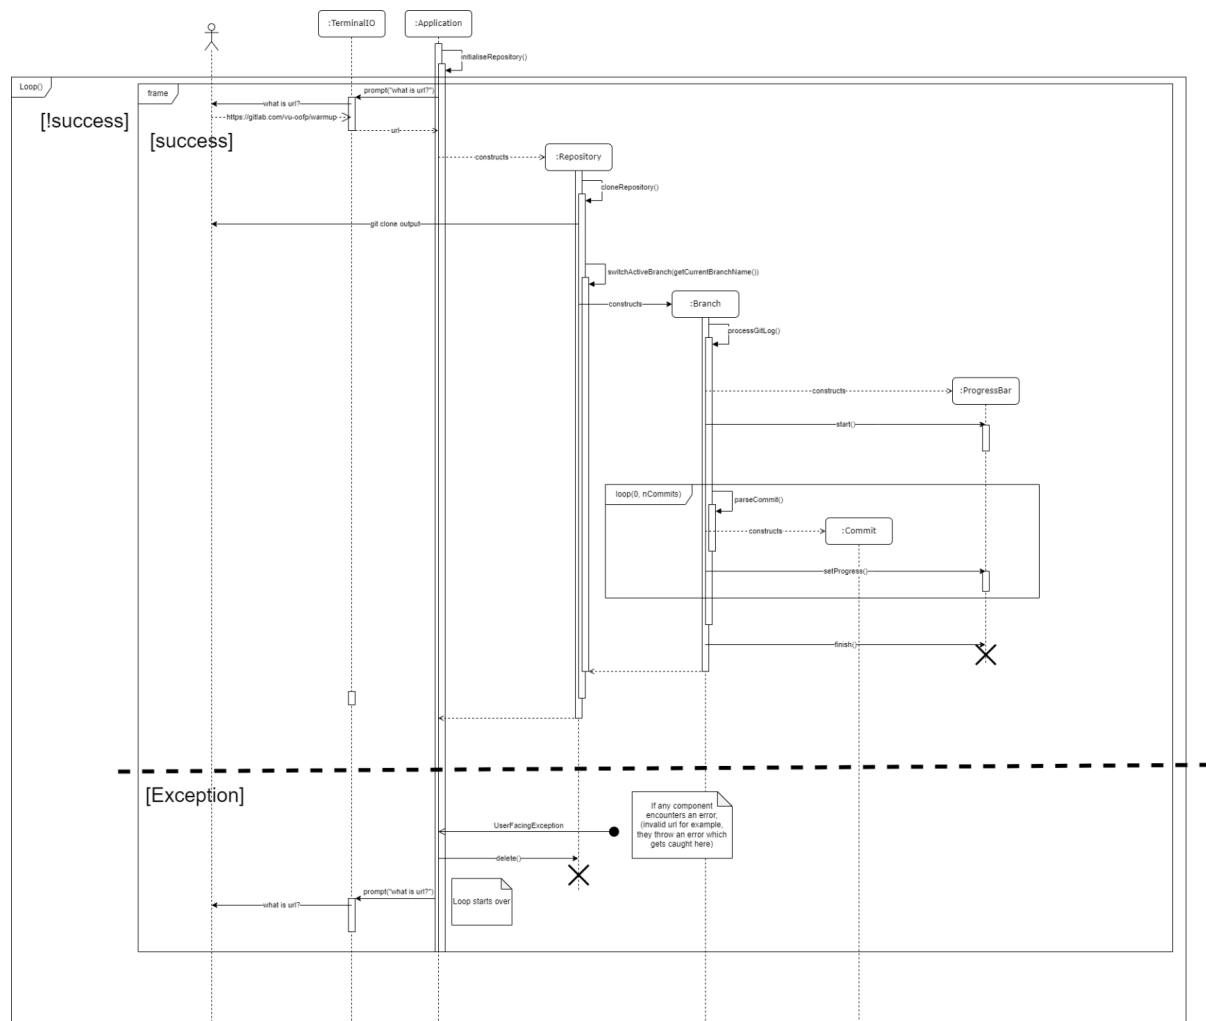 :TerminalIO
:Application
initialiseRepository()
Loop()
frame
prompt("what is url?")
what is url?
[!success]
https://gitlab.com/vu-oofp/warmup
[success]
url
constructs
:Repository
cloneRepository()
git clone output
switchActiveBranch(getCurrentBranchName())
constructs
:Branch
processGitLog()
constructs
:ProgressBar
start()
loop(0, nCommits)
parseCommit()
constructs
:Commit
setProgress()
finish()
[Exception]
If any component
encounters an error,
(invalid url for example,
they throw an error which
gets caught here)
UserFacingException
delete()
prompt("what is url?")
what is url?
Loop starts over